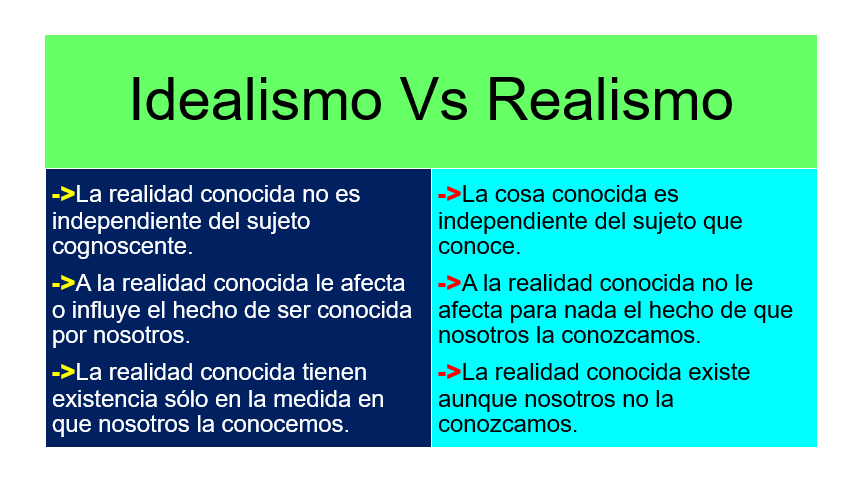 Idealismo Vs Realismo
->La realidad conocida no es
independiente del sujeto
cognoscente.
->A la realidad conocida le afecta
o influye el hecho de ser conocida
por nosotros.
->La realidad conocida tienen
existencia sólo en la medida en
que nosotros la conocemos.
->La cosa conocida es
independiente del sujeto que
conoce.
->A la realidad conocida no le
afecta para nada el hecho de que
nosotros la conozcamos.
->La realidad conocida existe
aunque nosotros no la
conozcamos.